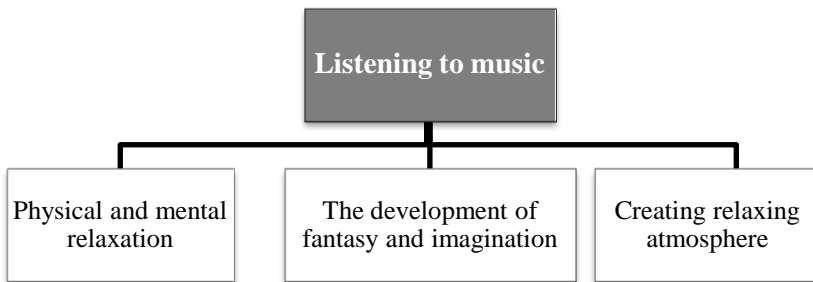 Listening to music
Physical and mental
relaxation
The development of
fantasy and imagination
Creating relaxing
atmosphere